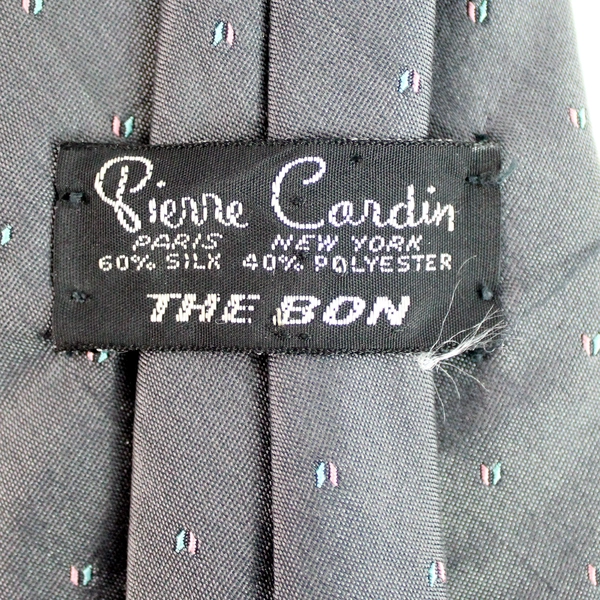 Pierre Cardin
PARIS NEW YORK
60% SILK 40% POLYESTER
THE BON